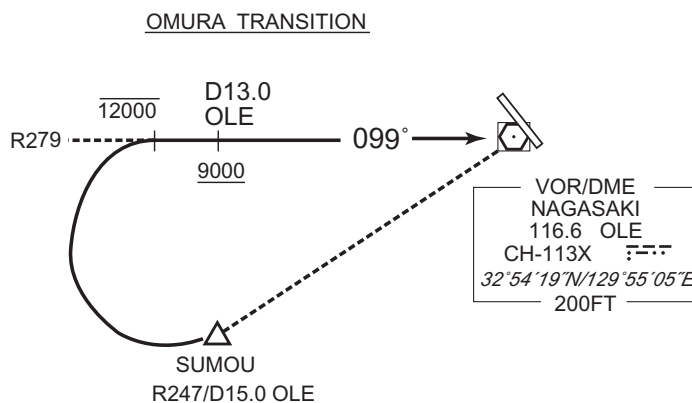 OMURA TRANSITION
D13.0
OLE
12000
R279
099°
9000
VOR/DME
NAGASAKI
116.6 OLE
CH-113X
32°54´19˝N/129°55´05˝E
200FT
SUMOU
R247/D15.0 OLE